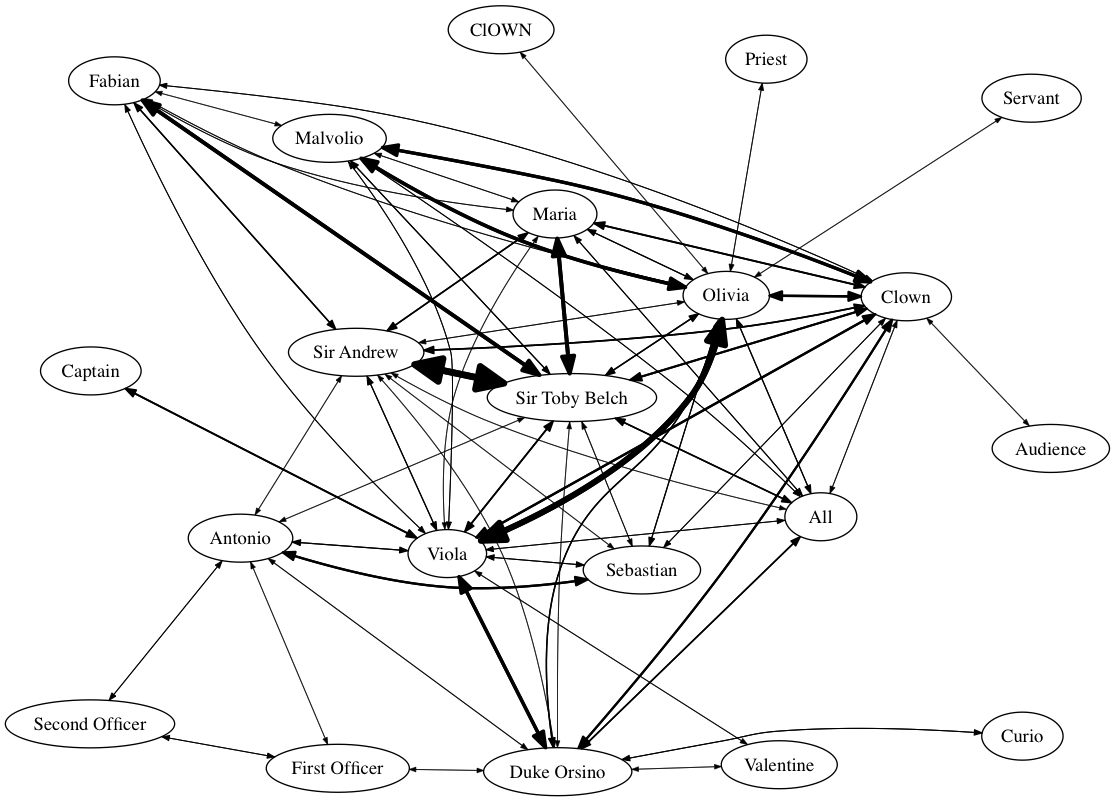 ClOWN
Priest
Fabian
Servant
Malvolio
Maria
Olivia
Clown
Sir Andrew
Captain
Sir Toby Belch
Audience
All
Antonio
Viola
Sebastian
Second Officer
Curio
First Officer
Duke Orsino
Valentine